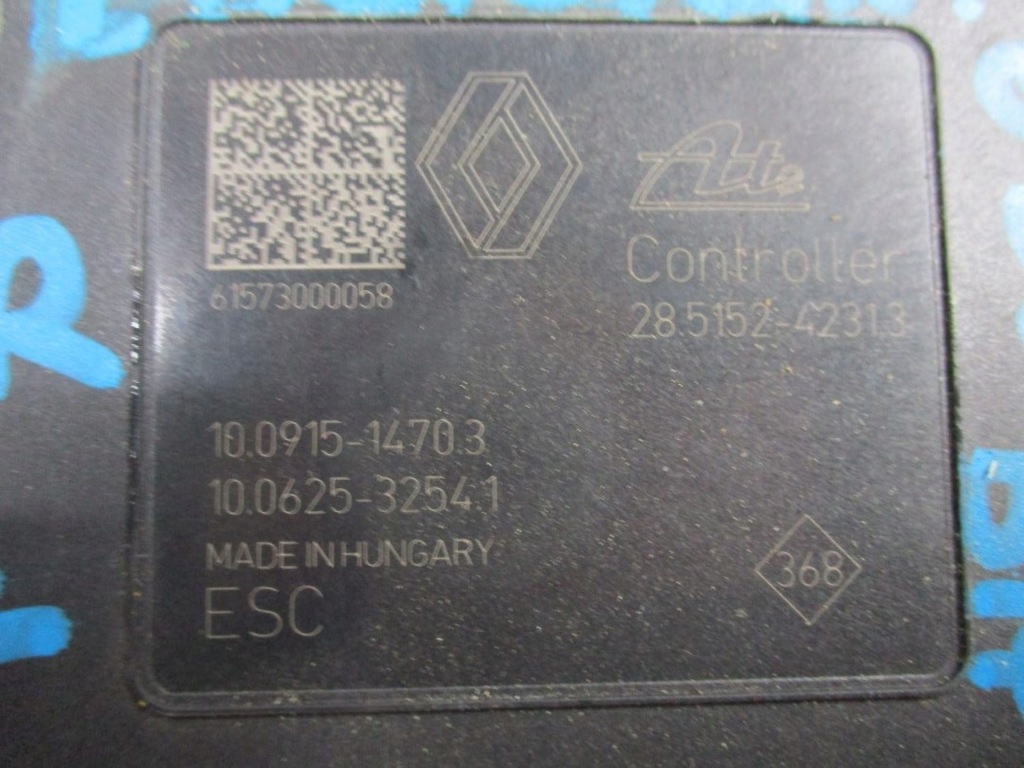 Ate
Controller
28.5152-4231.3
61573000058
10.0915-1470.3
10.0625-3254.1
MADE IN HUNGARY
ESC
368